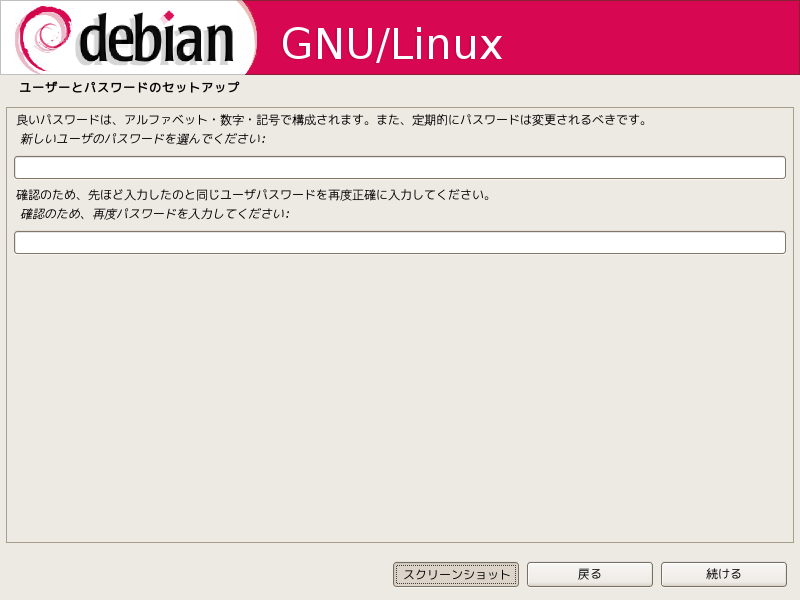 debian GNU/Linux
ユーザーとパスワードのセットアップ
良いパスワードは、アルファベット・数字・記号で構成されます。また、定期的にパスワードは変更されるべきです。
新しいユーザのパスワードを選んでください:
確認のため、先ほど入力したのと同じユーザパスワードを再度正確に入力してください。
確認のため、再度パスワードを入力してください:
スクリーンショット 戻る 続ける